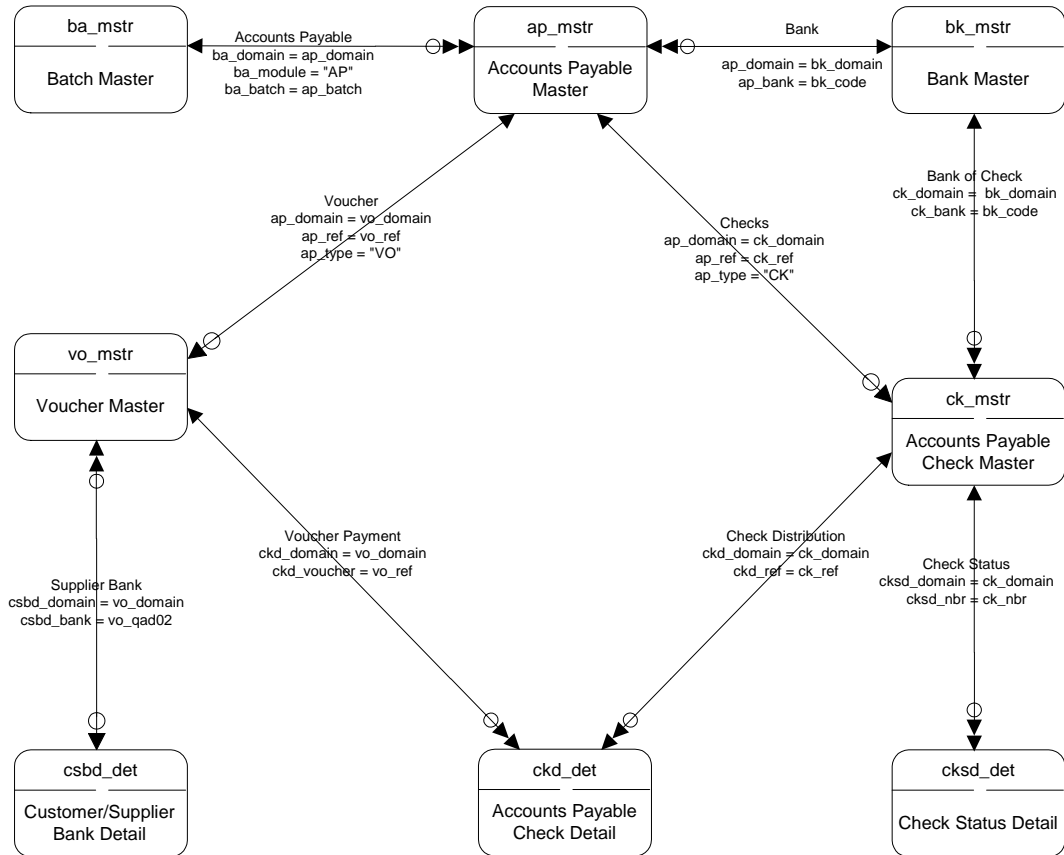 ba_mstr
Batch Master
Accounts Payable
ba_domain = ap_domain
ba_module = "AP"
ba_batch = ap_batch
ap_mstr
Accounts Payable
Master
Bank
ap_domain = bk_domain
ap_bank = bk_code
bk_mstr
Bank Master
Voucher
ap_domain = vo_domain
ap_ref = vo_ref
ap_type = "VO"
Checks
ap_domain = ck_domain
ap_ref = ck_ref
ap_type = "CK"
Bank of Check
ck_domain =  bk_domain
ck_bank = bk_code
vo_mstr
Voucher Master
ck_mstr
Accounts Payable
Check Master
Supplier Bank
csbd_domain = vo_domain
csbd_bank = vo_qad02
Voucher Payment
ckd_domain = vo_domain
ckd_voucher = vo_ref
Check Distribution
ckd_domain = ck_domain
ckd_ref = ck_ref
Check Status
cksd_domain = ck_domain
cksd_nbr = ck_nbr
csbd_det
Customer/Supplier
Bank Detail
ckd_det
Accounts Payable
Check Detail
cksd_det
Check Status Detail